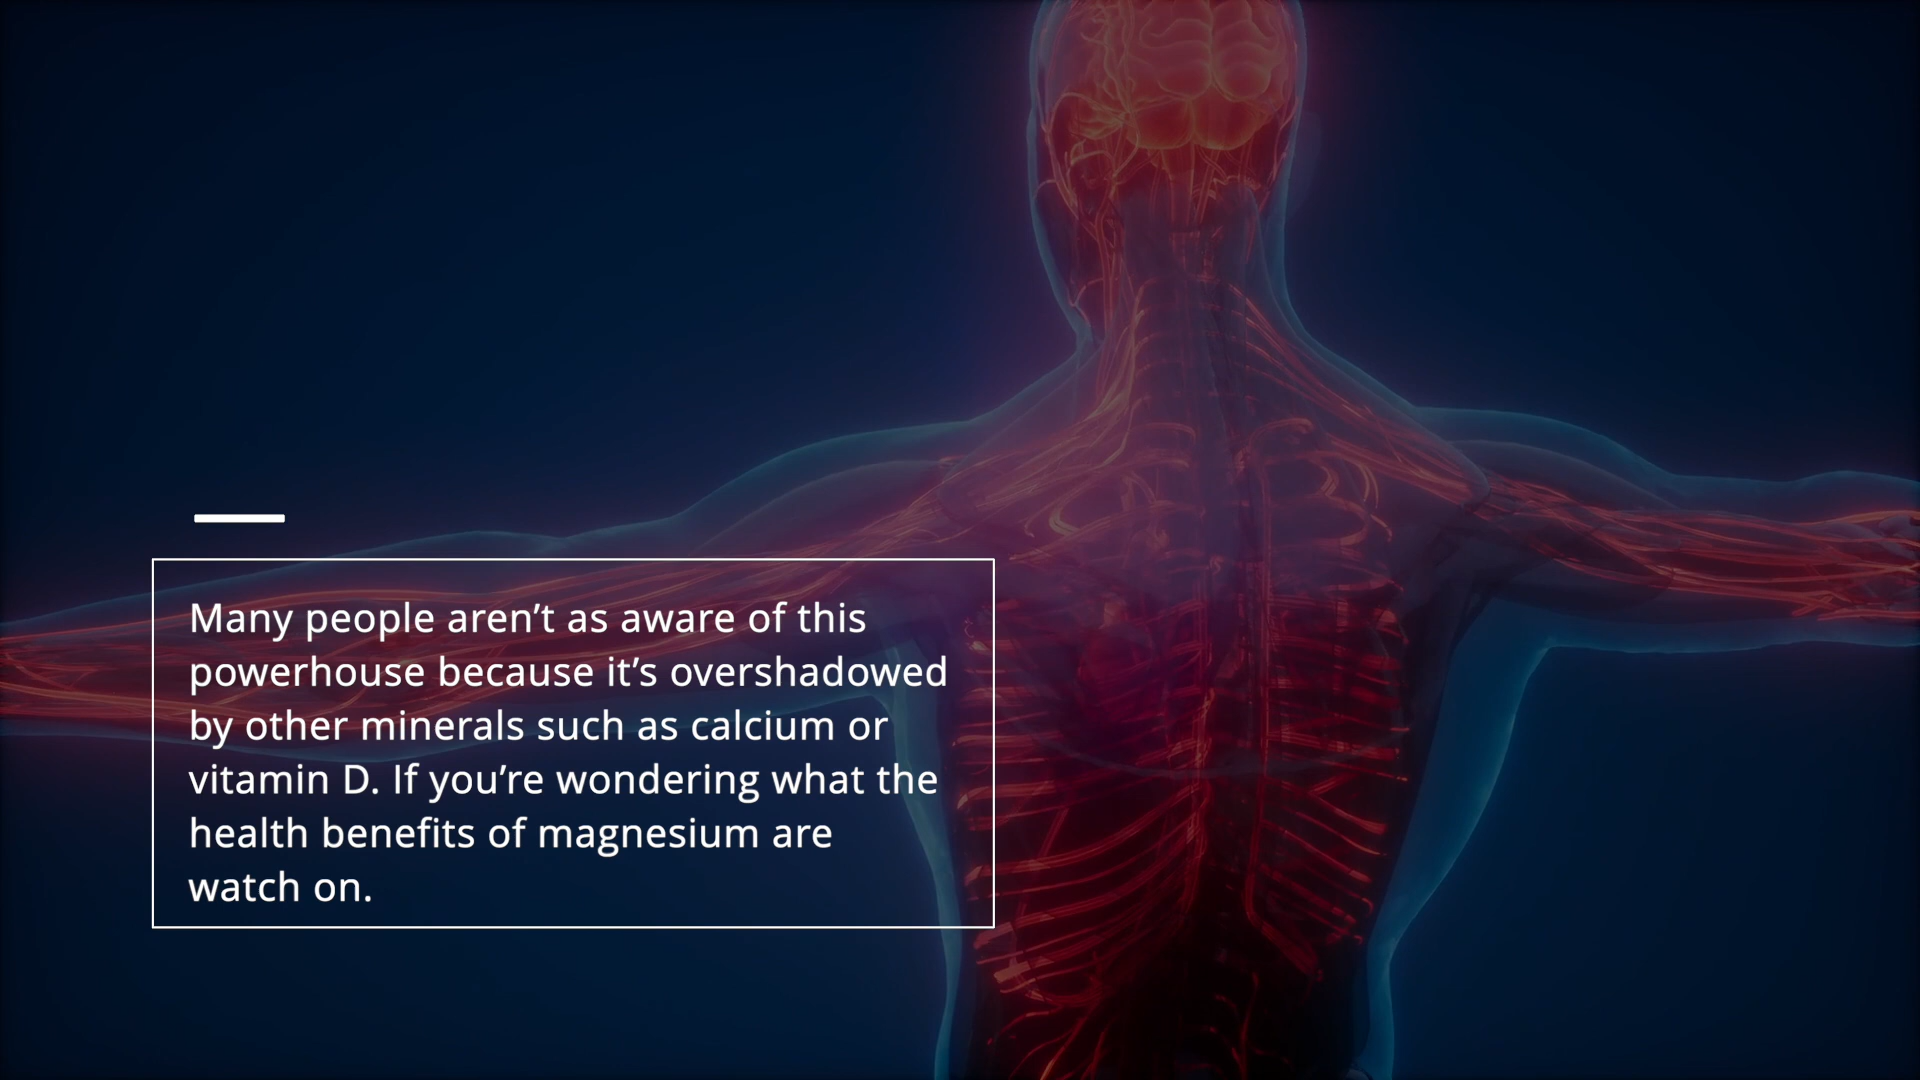 Many people aren’t as aware of this
powerhouse because it’s overshadowed
by other minerals such as calcium or
vitamin D. If you’re wondering what the
health benefits of magnesium are
watch on.